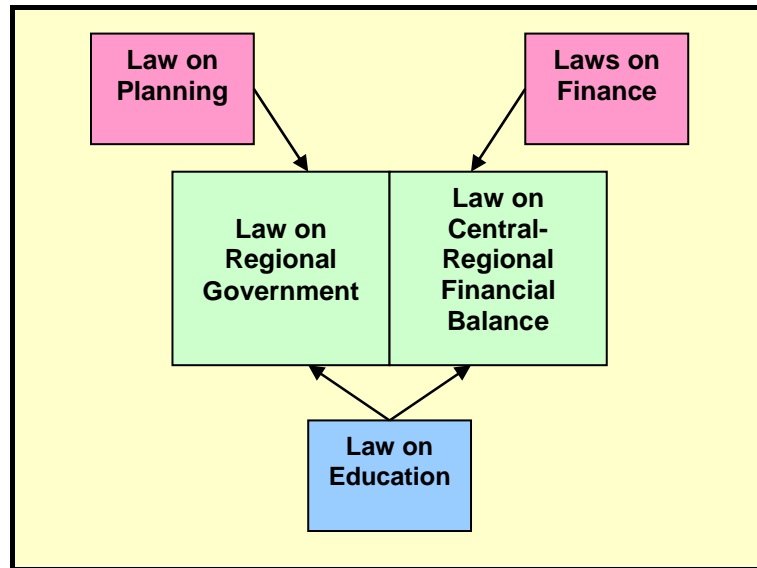 Law on
Planning
Laws on
Finance
Law on
Regional
Government
Law on
Central-
Regional
Financial
Balance
Law on
Education